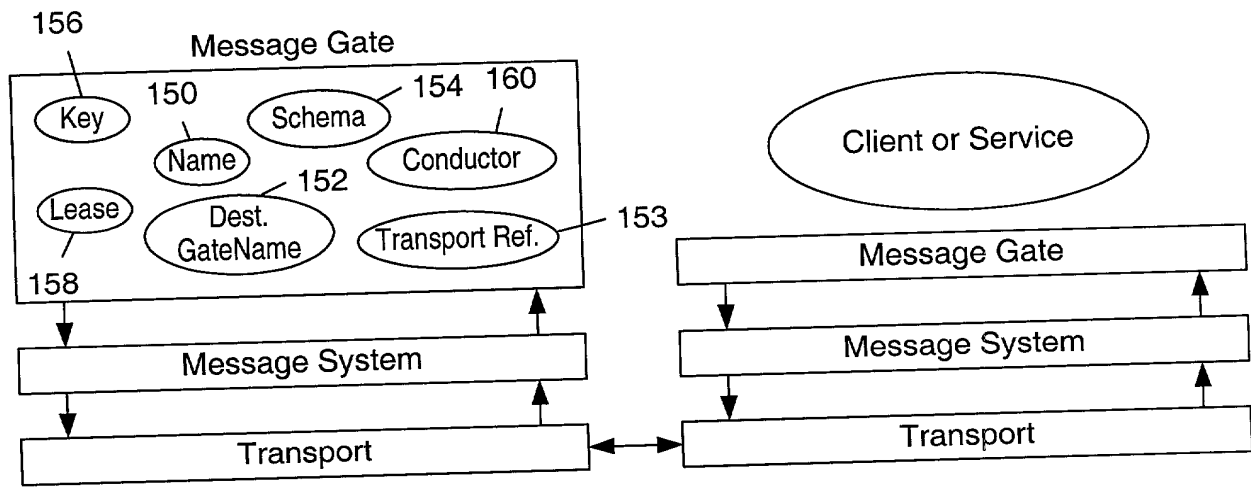 156
Message Gate
150
154
160
Key
Schema
Name
Conductor
152
Lease
Dest.
GateName
Transport Ref.
153
158
Message System
Transport
Client or Service
Message Gate
Message System
Transport